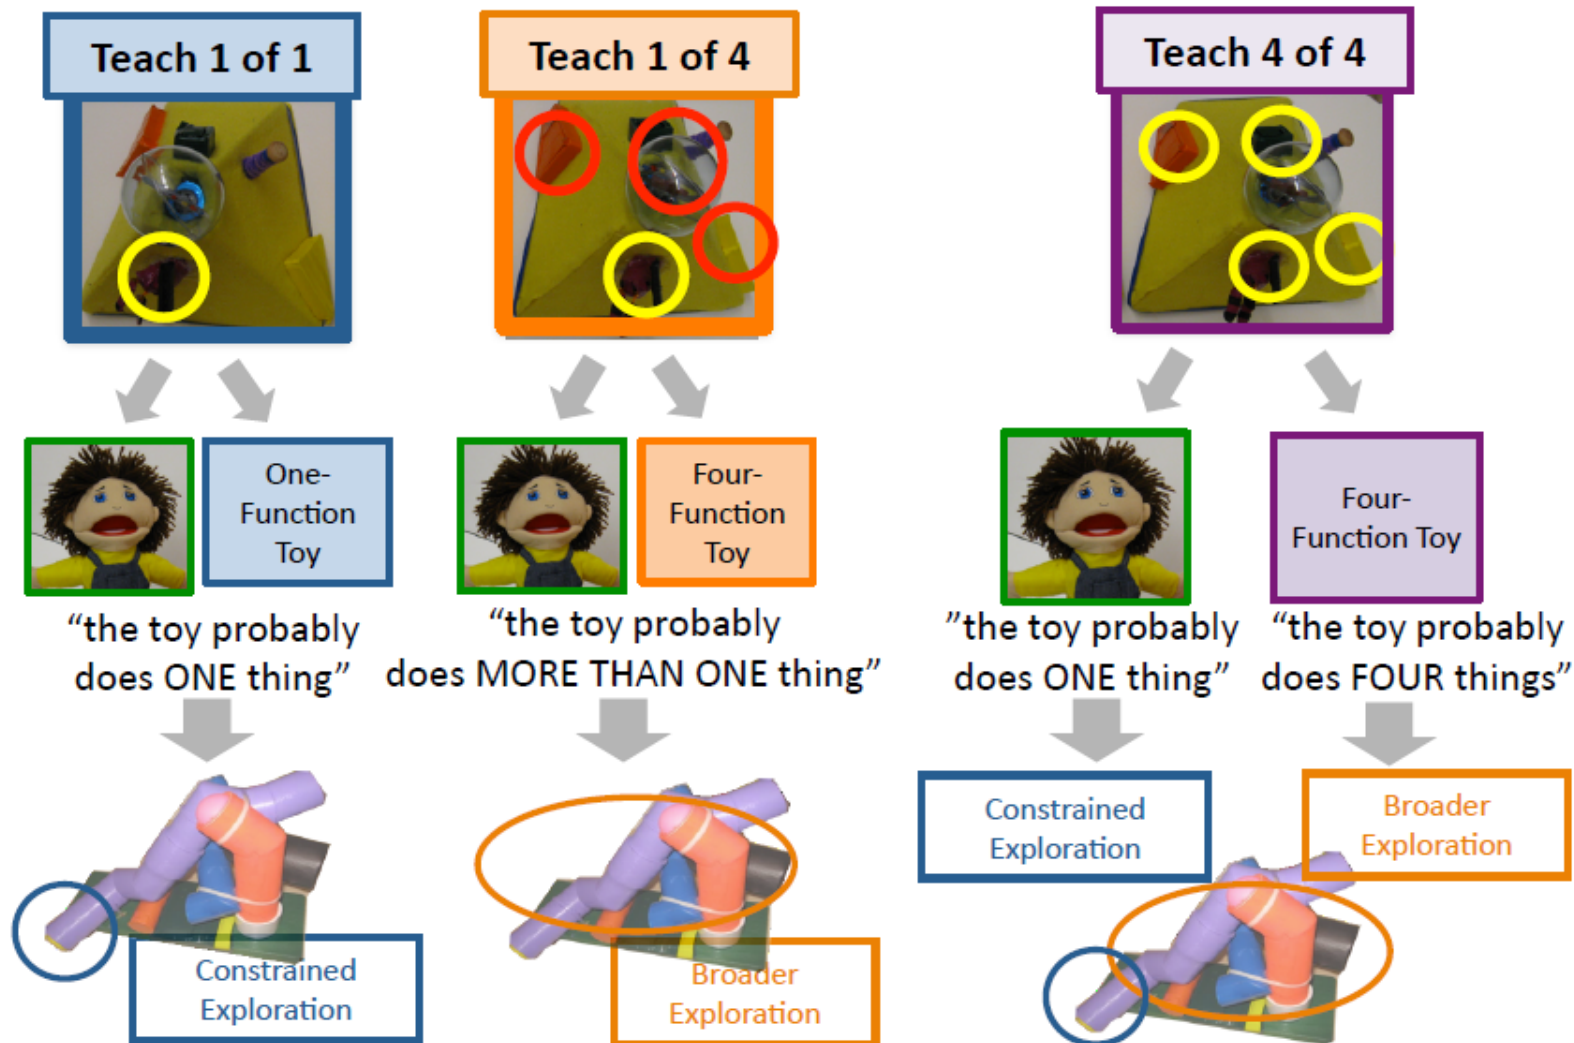 Teach 1 of 1
Teach 1 of 4
Teach 4 of 4
One-
Function
Toy
Four-
Function
Toy
Four-
Function Toy
“the toy probably
does ONE thing”
“the toy probably
does MORE THAN ONE thing”
”the toy probably
does ONE thing”
“the toy probably
does FOUR things”
Constrained
Exploration
Broader
Exploration
Constrained
Exploration
Broader
Exploration